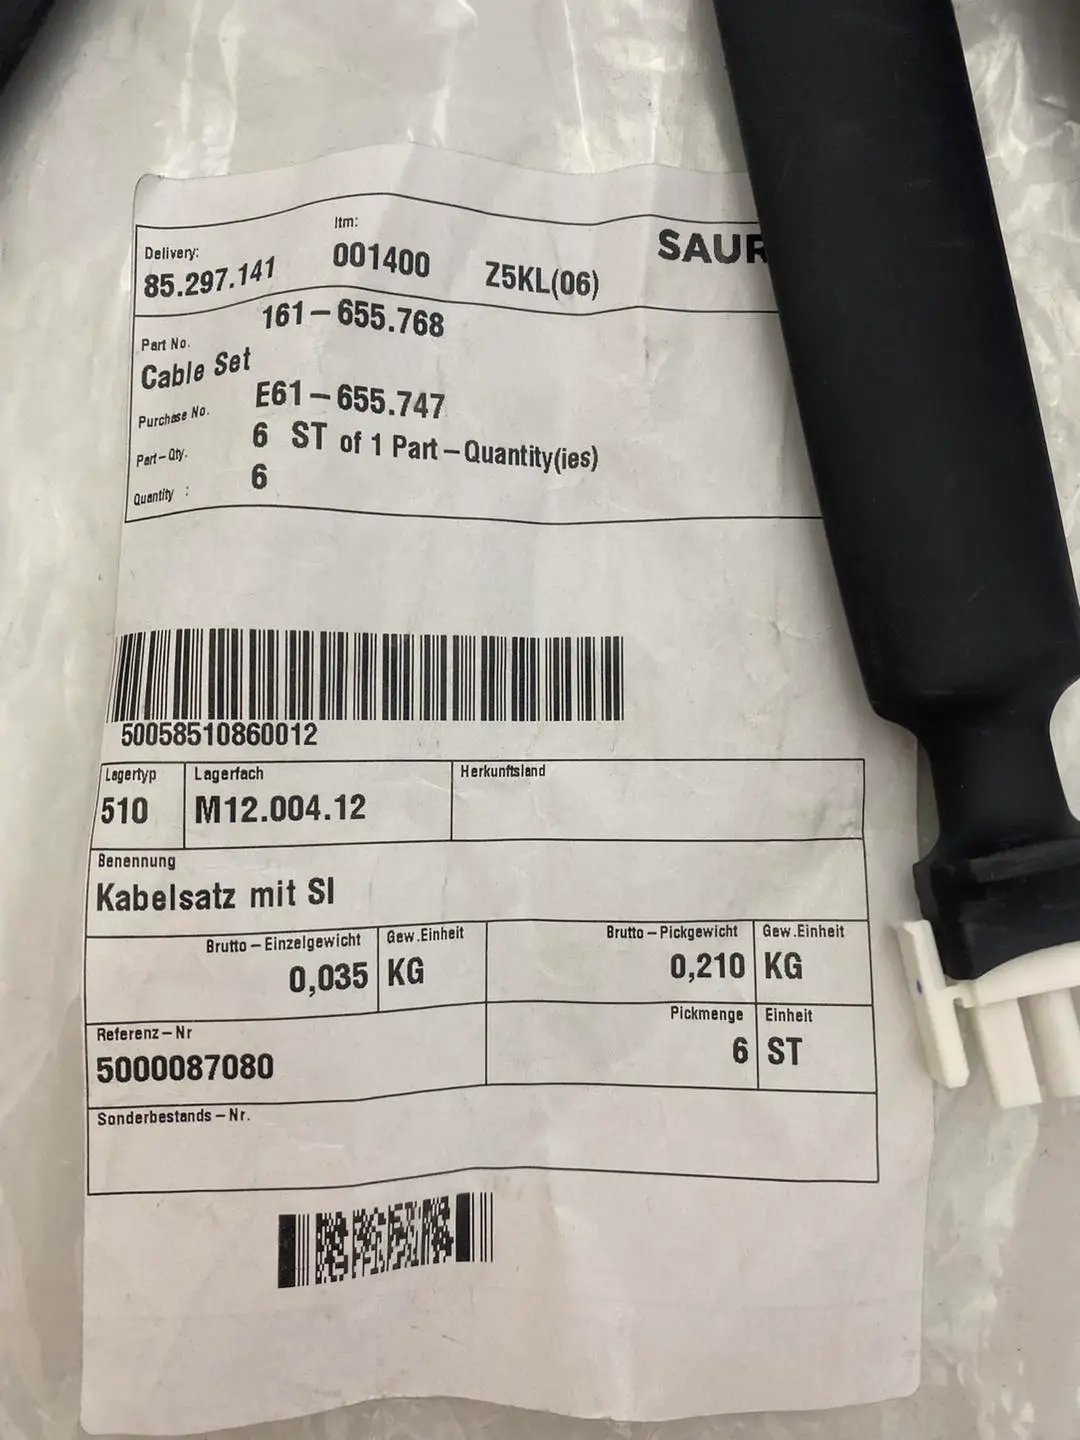 Itm:
Delivery:
85.297.141 001400 Z5KL(06) SAUR
161-655.768
Part No.
Cable Set
Purchase No. E61-655.747
Part-Qty. 6 ST of 1 Part-Quantity(ies)
Quantity : 6
50058510860012
Lagertyp Lagerfach Herkunftsland
510 M12.004.12
Benennung
Kabelsatz mit SI
Brutto-Einzelgewicht Gew.Einheit Brutto-Pickgewicht Gew.Einheit
0,035 KG 0,210 KG
Referenz-Nr Pickmenge Einheit
5000087080 6 ST
Sonderbestands-Nr.